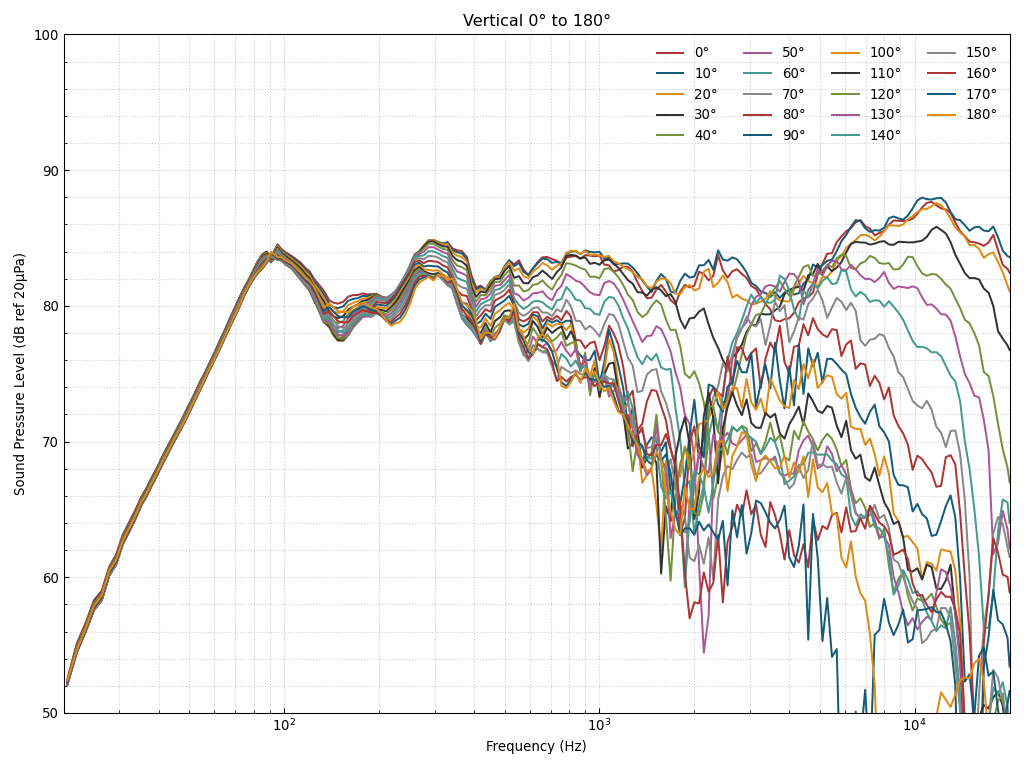 Vertical 0° to 180°
Sound Pressure Level (dB ref 20µPa)
100
90
80
70
60
50
0° 50° 100° 150°
10° 60° 110° 160°
20° 70° 120° 170°
30° 80° 130° 180°
40° 90° 140°
10² 10³ 10⁴
Frequency (Hz)